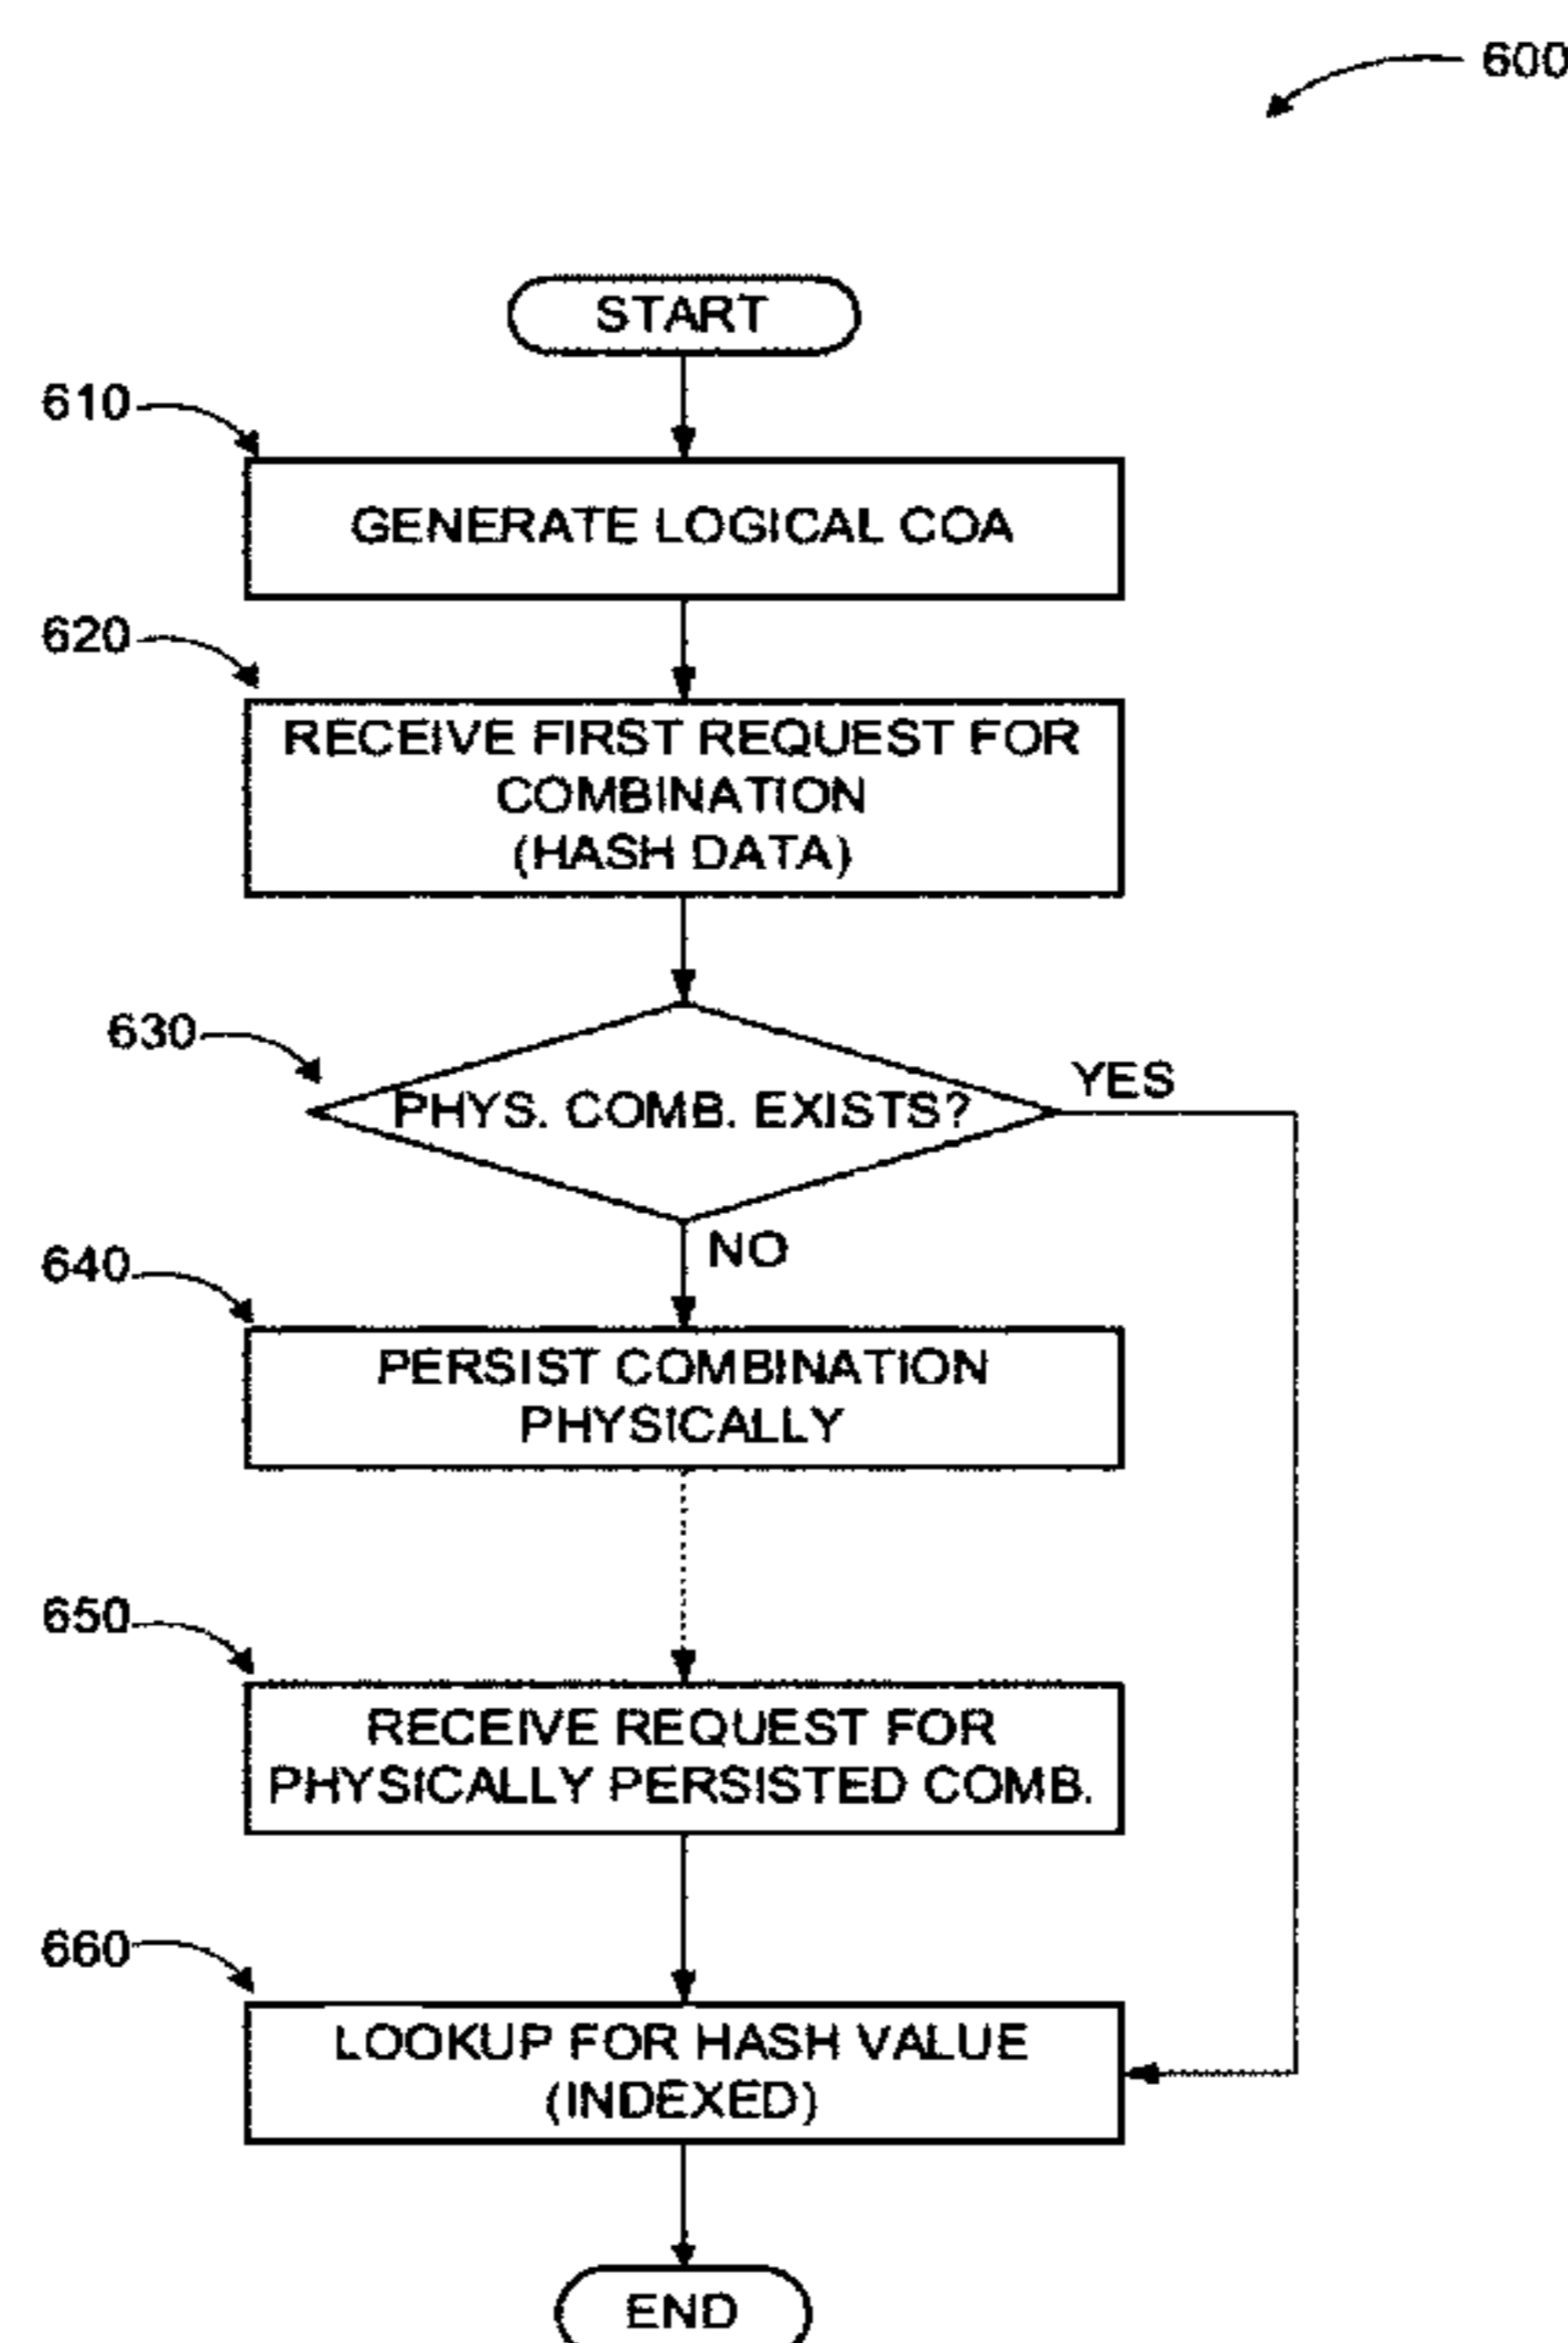 600
START
610
GENERATE LOGICAL COA
620
RECEIVE FIRST REQUEST FOR
COMBINATION
(HASH DATA)
630
PHYS. COMB. EXISTS?
YES
NO
640
PERSIST COMBINATION
PHYSICALLY
650
RECEIVE REQUEST FOR
PHYSICALLY PERSISTED COMB.
660
LOOKUP FOR HASH VALUE
(INDEXED)
END